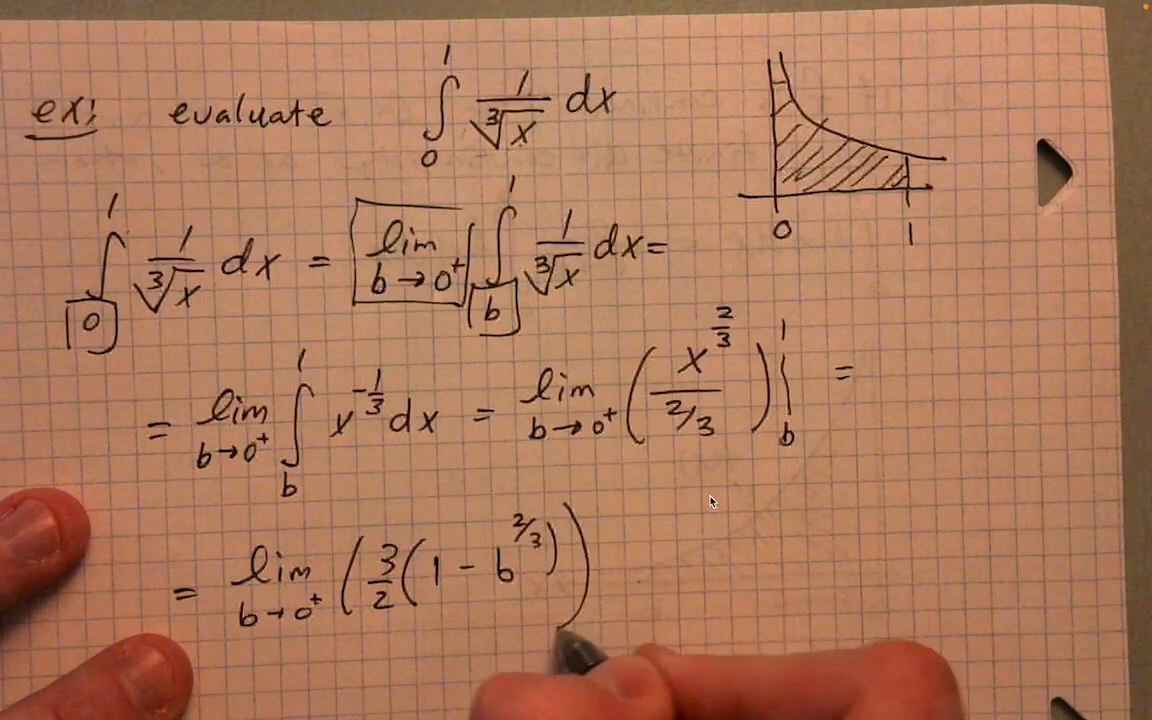 ex: evaluate ∫₀¹ 1/∛x dx
0 1
∫₀¹ 1/∛x dx = lim b→0⁺ ∫_b¹ 1/∛x dx =
= lim b→0⁺ ∫_b¹ x^(-1/3) dx = lim b→0⁺ (x^(2/3) / (2/3)) |_b¹ =
= lim b→0⁺ (3/2 (1 - b^(2/3)))